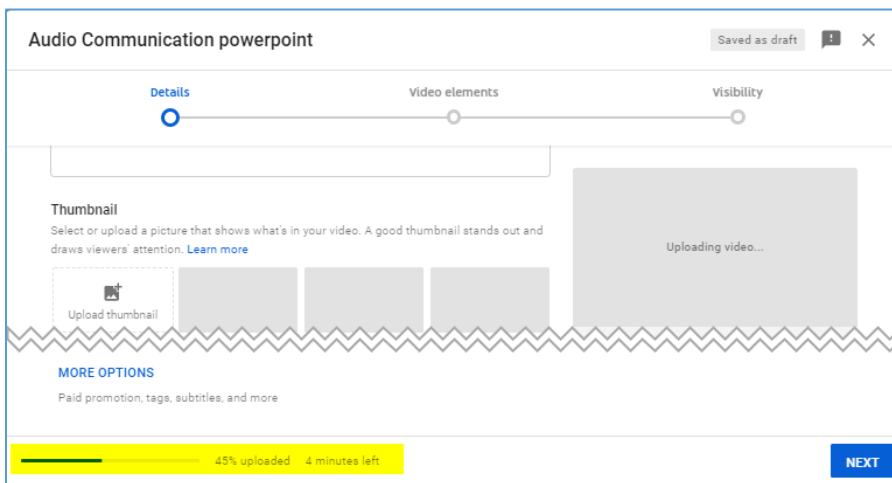 Audio Communication powerpoint
Saved as draft
Details
Video elements
Visibility
Thumbnail
Select or upload a picture that shows what's in your video. A good thumbnail stands out and
draws viewers' attention. Learn more
Upload thumbnail
Uploading video...
MORE OPTIONS
Paid promotion, tags, subtitles, and more
45% uploaded 4 minutes left
NEXT